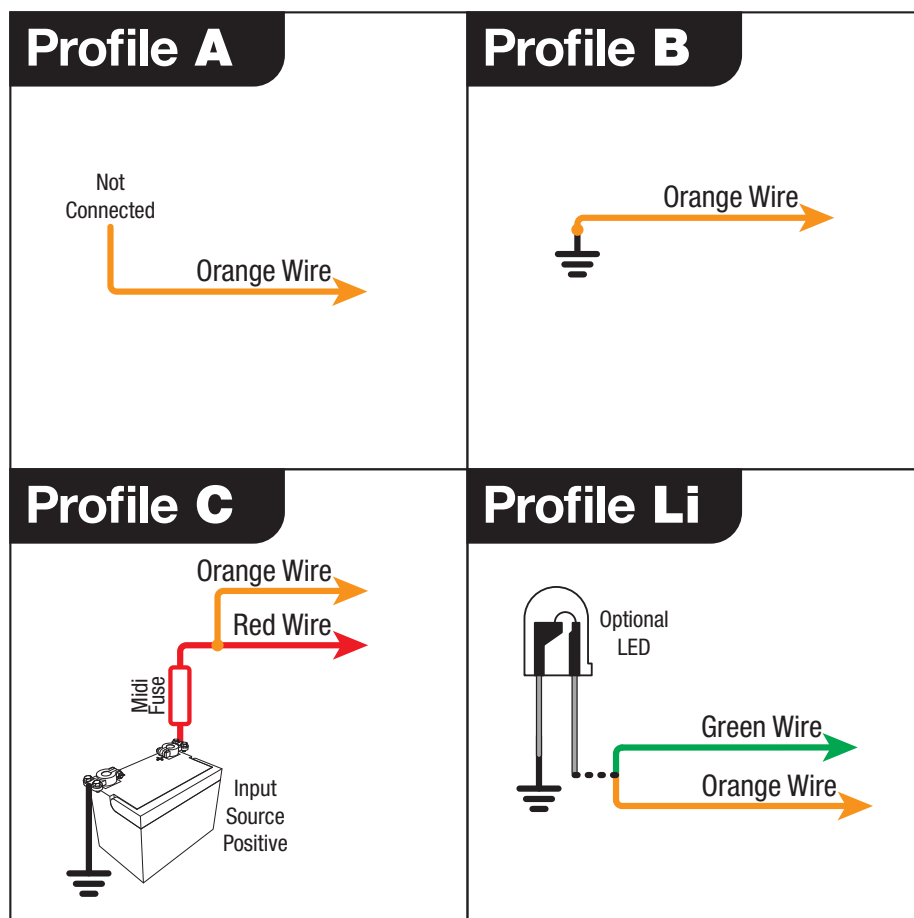 Profile A
Not
Connected
Orange Wire
Profile B
Orange Wire
Profile C
Orange Wire
Red Wire
Midi
Fuse
Input
Source
Positive
Profile Li
Optional
LED
Green Wire
Orange Wire